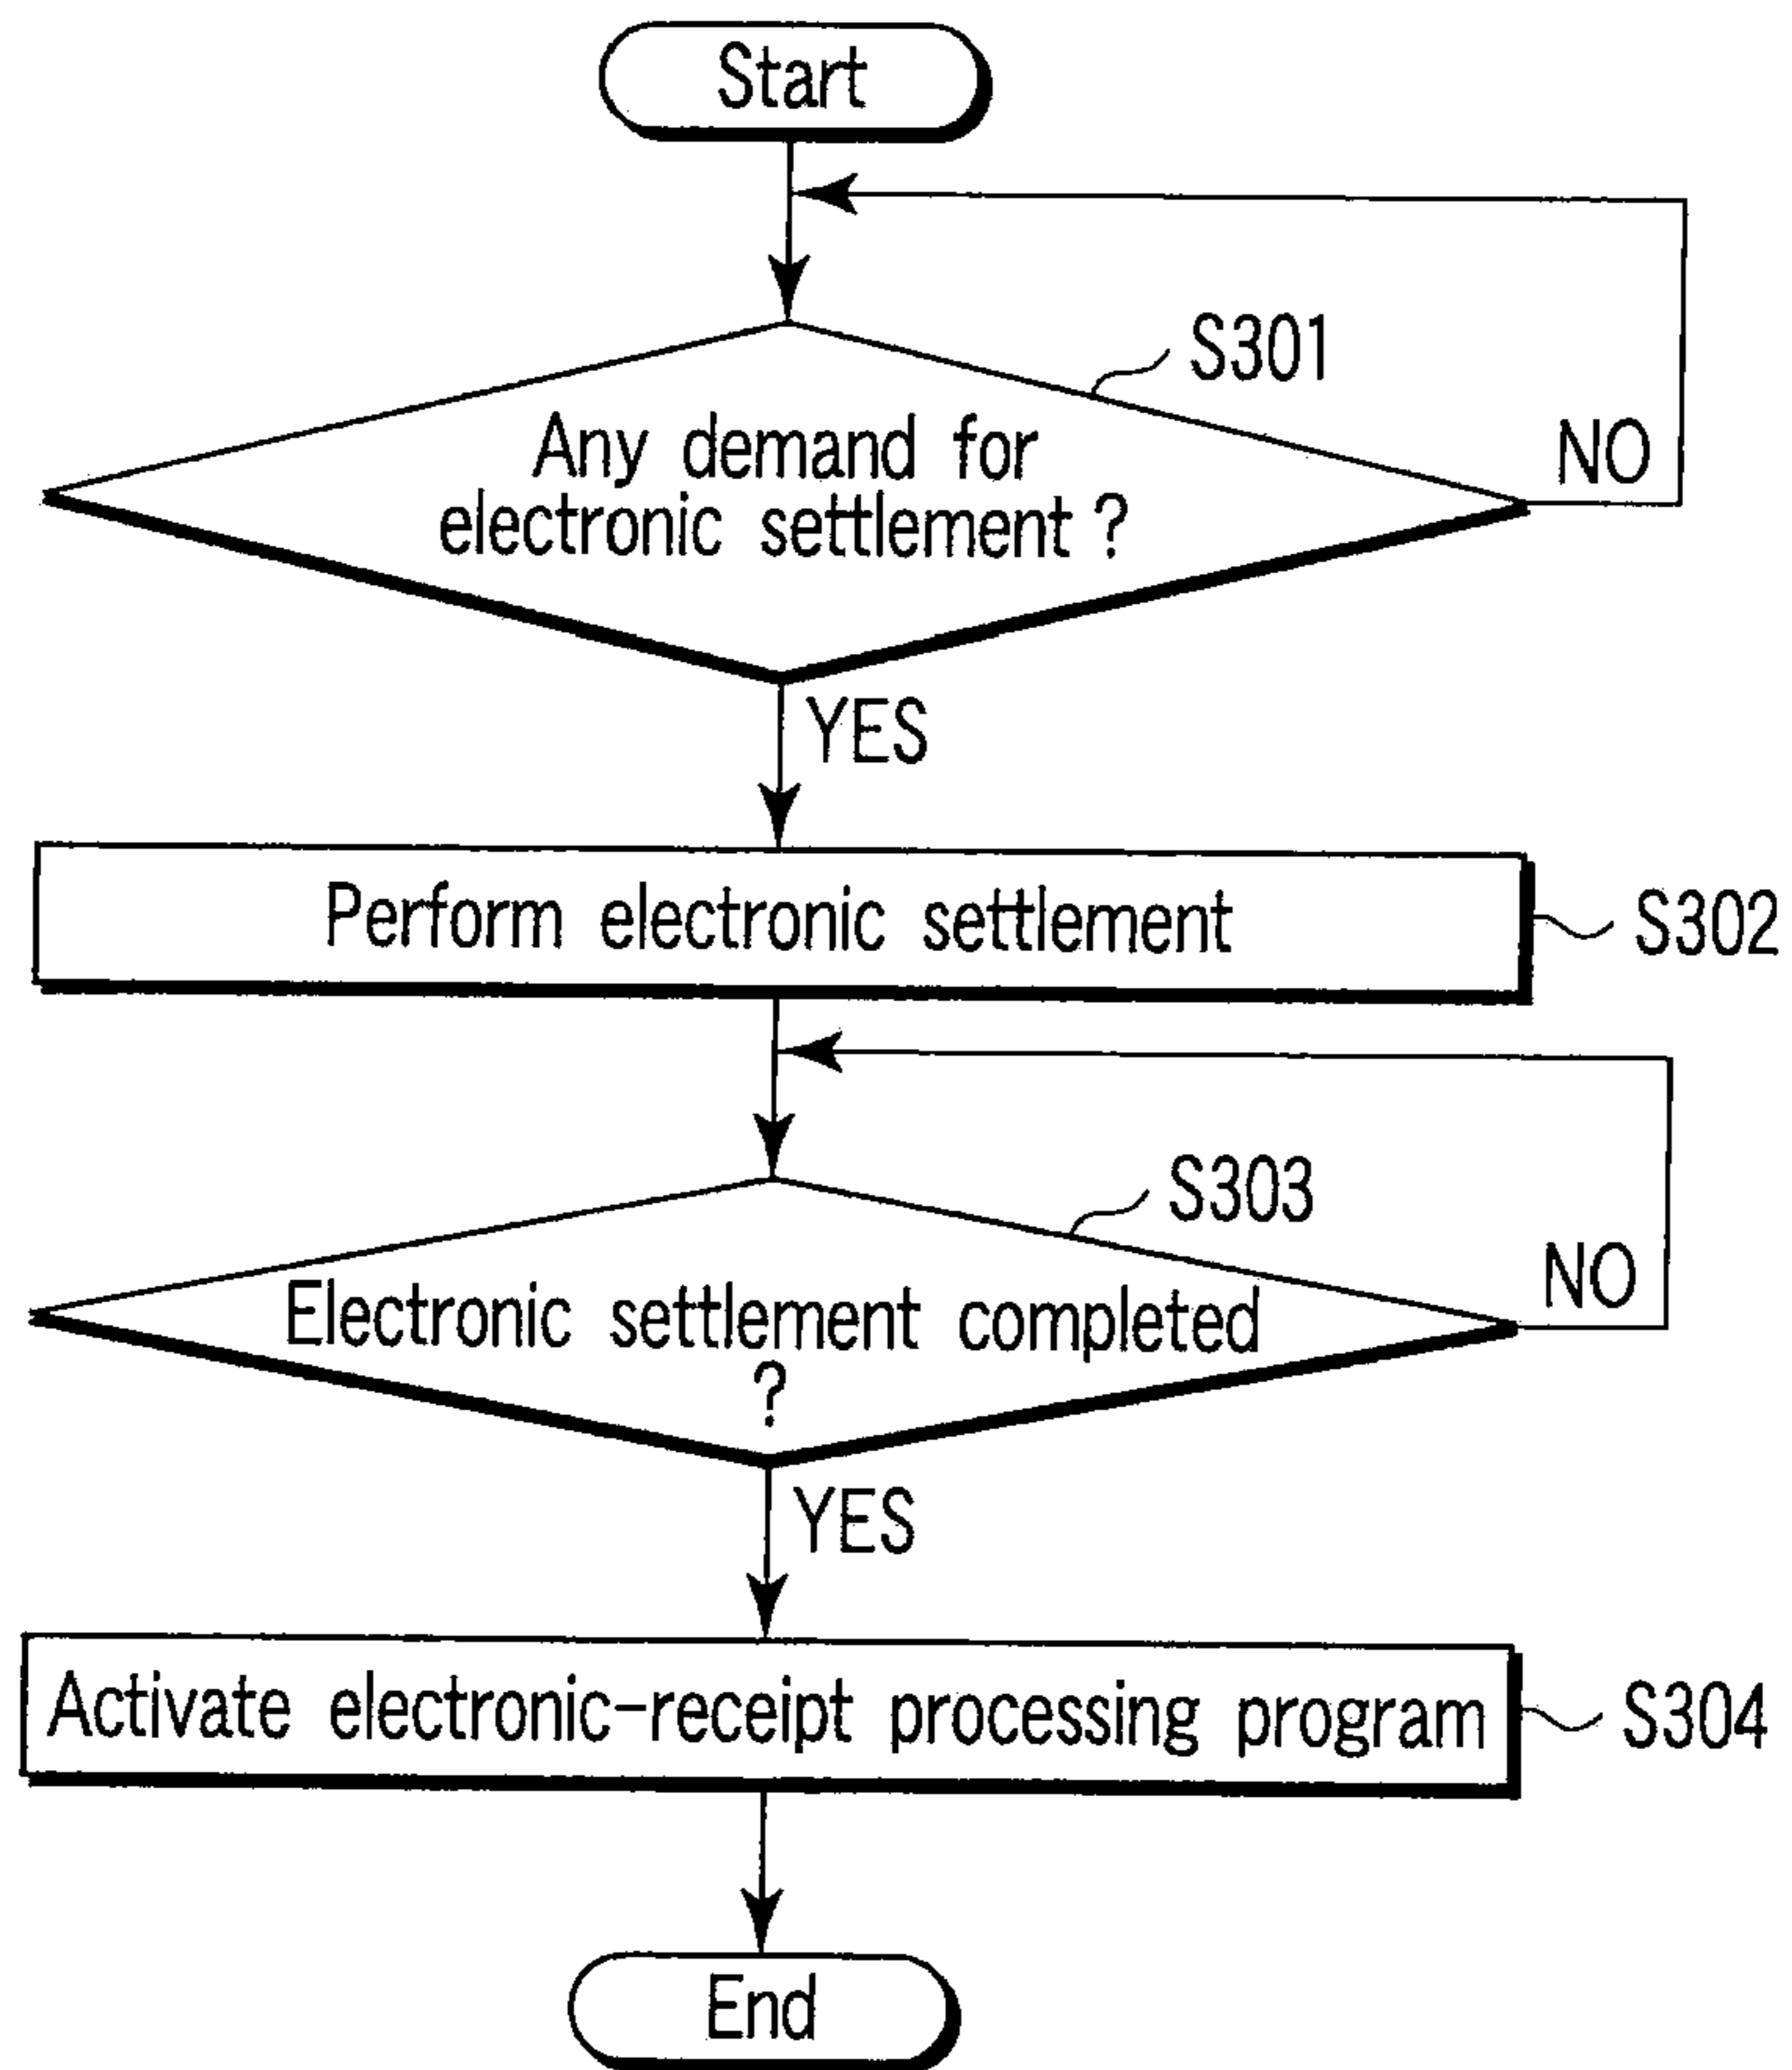 Start
S301
Any demand for
electronic settlement ?
NO
YES
Perform electronic settlement
S302
S303
Electronic settlement completed
?
NO
YES
Activate electronic-receipt processing program
S304
End